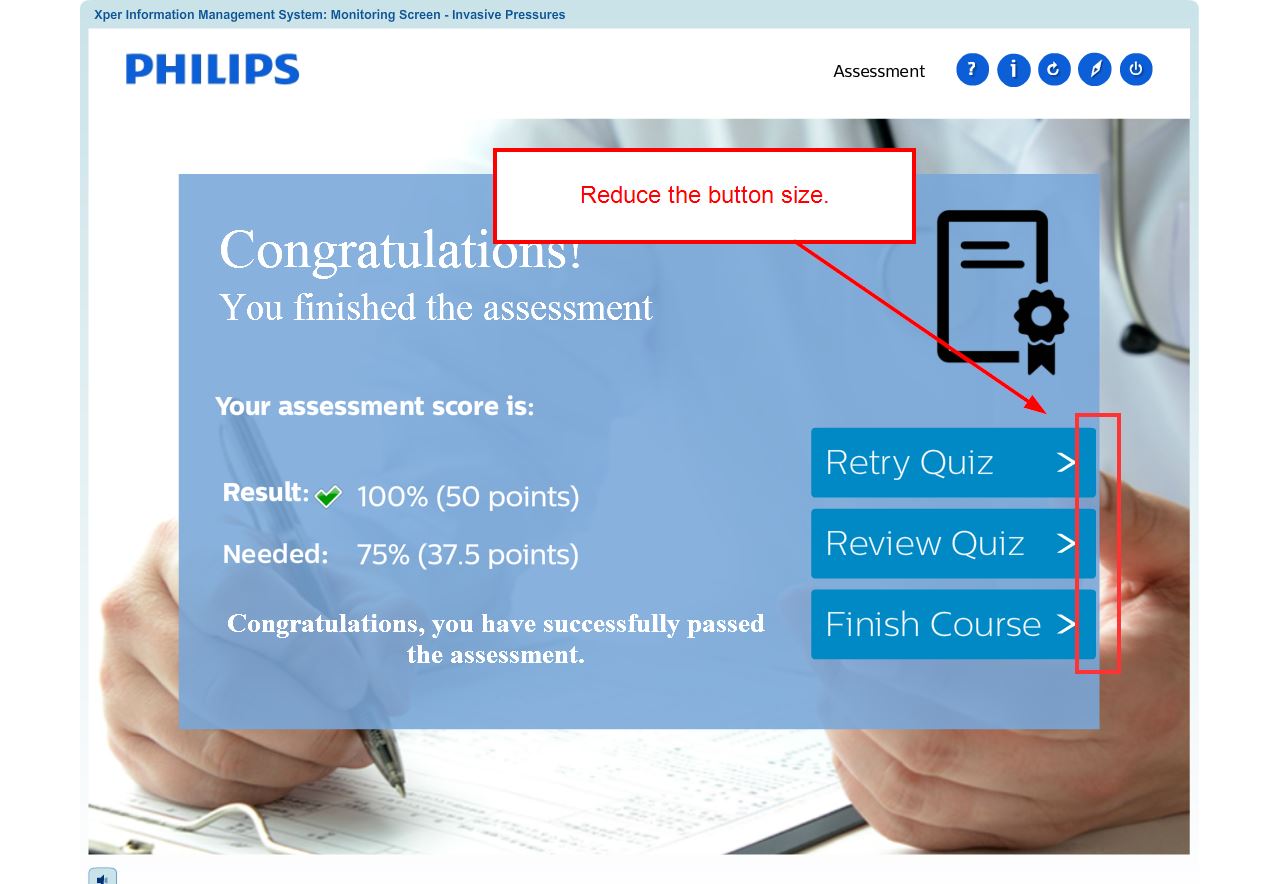 Xper Information Management System: Monitoring Screen - Invasive Pressures
PHILIPS
Assessment
?
i
Reduce the button size.
Congratulations!
You finished the assessment
Your assessment score is:
Result: 100% (50 points)
Needed: 75% (37.5 points)
Congratulations, you have successfully passed
the assessment.
Retry Quiz >
Review Quiz >
Finish Course >